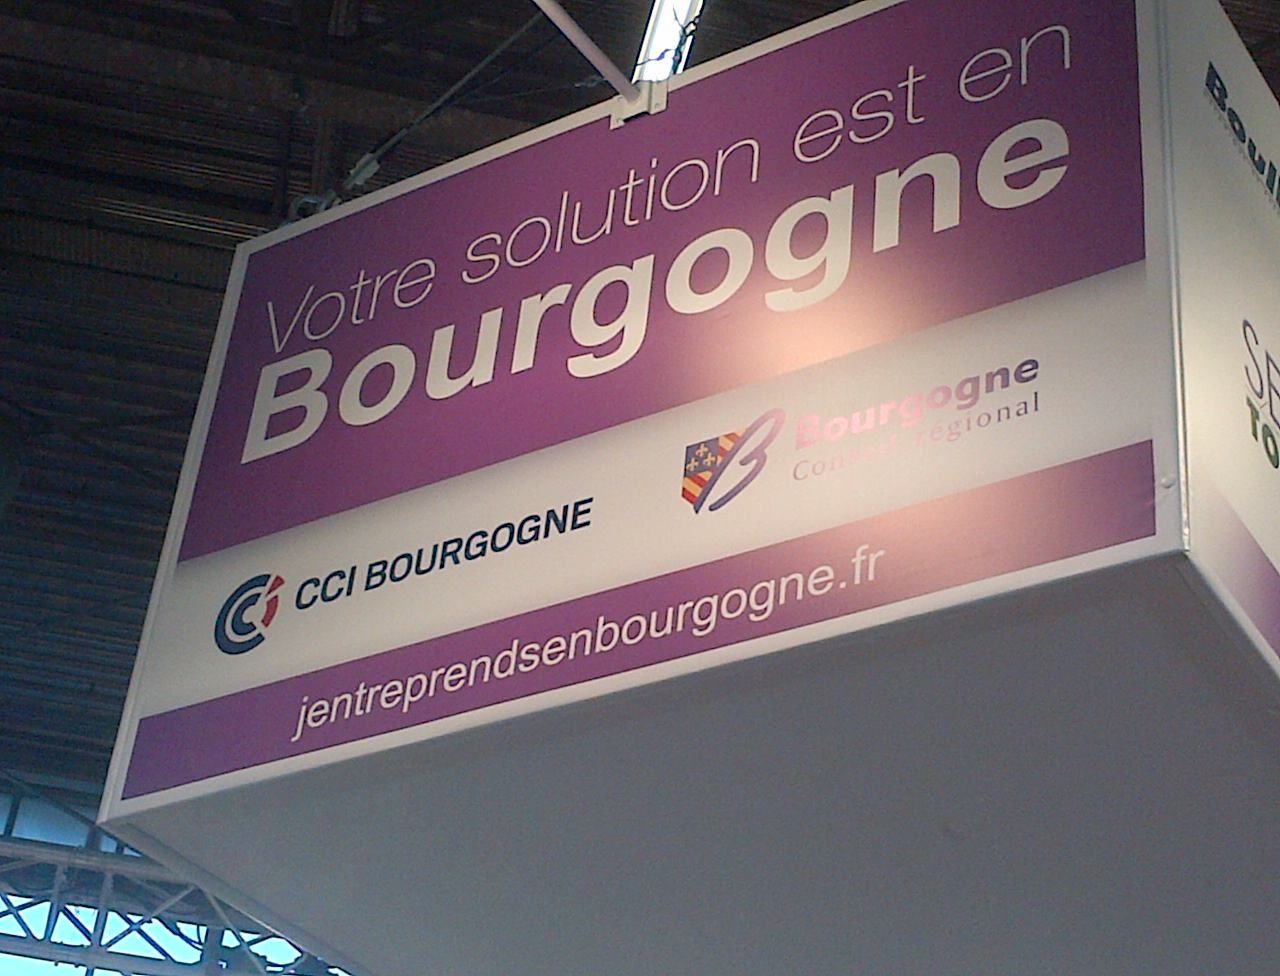 Votre solution est en
Bourgogne
CCI BOURGOGNE
Bourgogne
Conseil régional
jentreprendsenbourgogne.fr